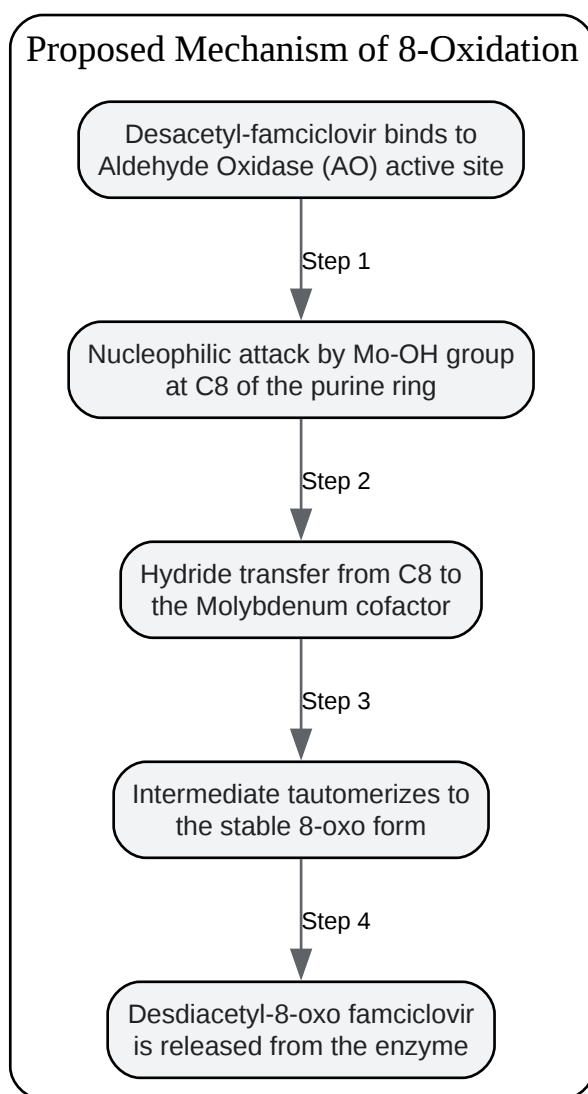 Proposed Mechanism of 8-Oxidation
Desacetyl-famciclovir binds to
Aldehyde Oxidase (AO) active site
Step 1
Nucleophilic attack by Mo-OH group
at C8 of the purine ring
Step 2
Hydride transfer from C8 to
the Molybdenum cofactor
Step 3
Intermediate tautomerizes to
the stable 8-oxo form
Step 4
Desdiacetyl-8-oxo famciclovir
is released from the enzyme